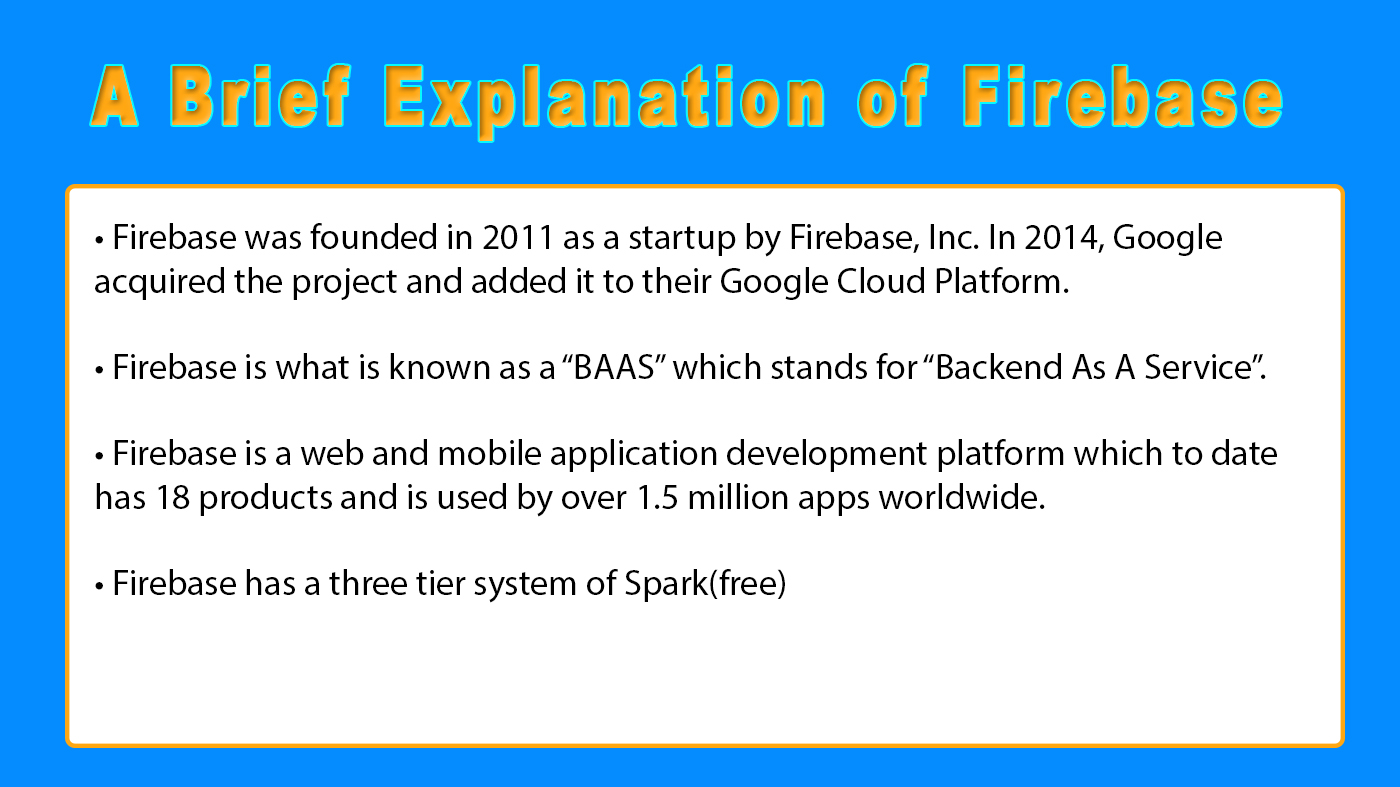 A Brief Explanation of Firebase
• Firebase was founded in 2011 as a startup by Firebase, Inc. In 2014, Google
acquired the project and added it to their Google Cloud Platform.
• Firebase is what is known as a “BAAS” which stands for “Backend As A Service”.
• Firebase is a web and mobile application development platform which to date
has 18 products and is used by over 1.5 million apps worldwide.
• Firebase has a three tier system of Spark(free)